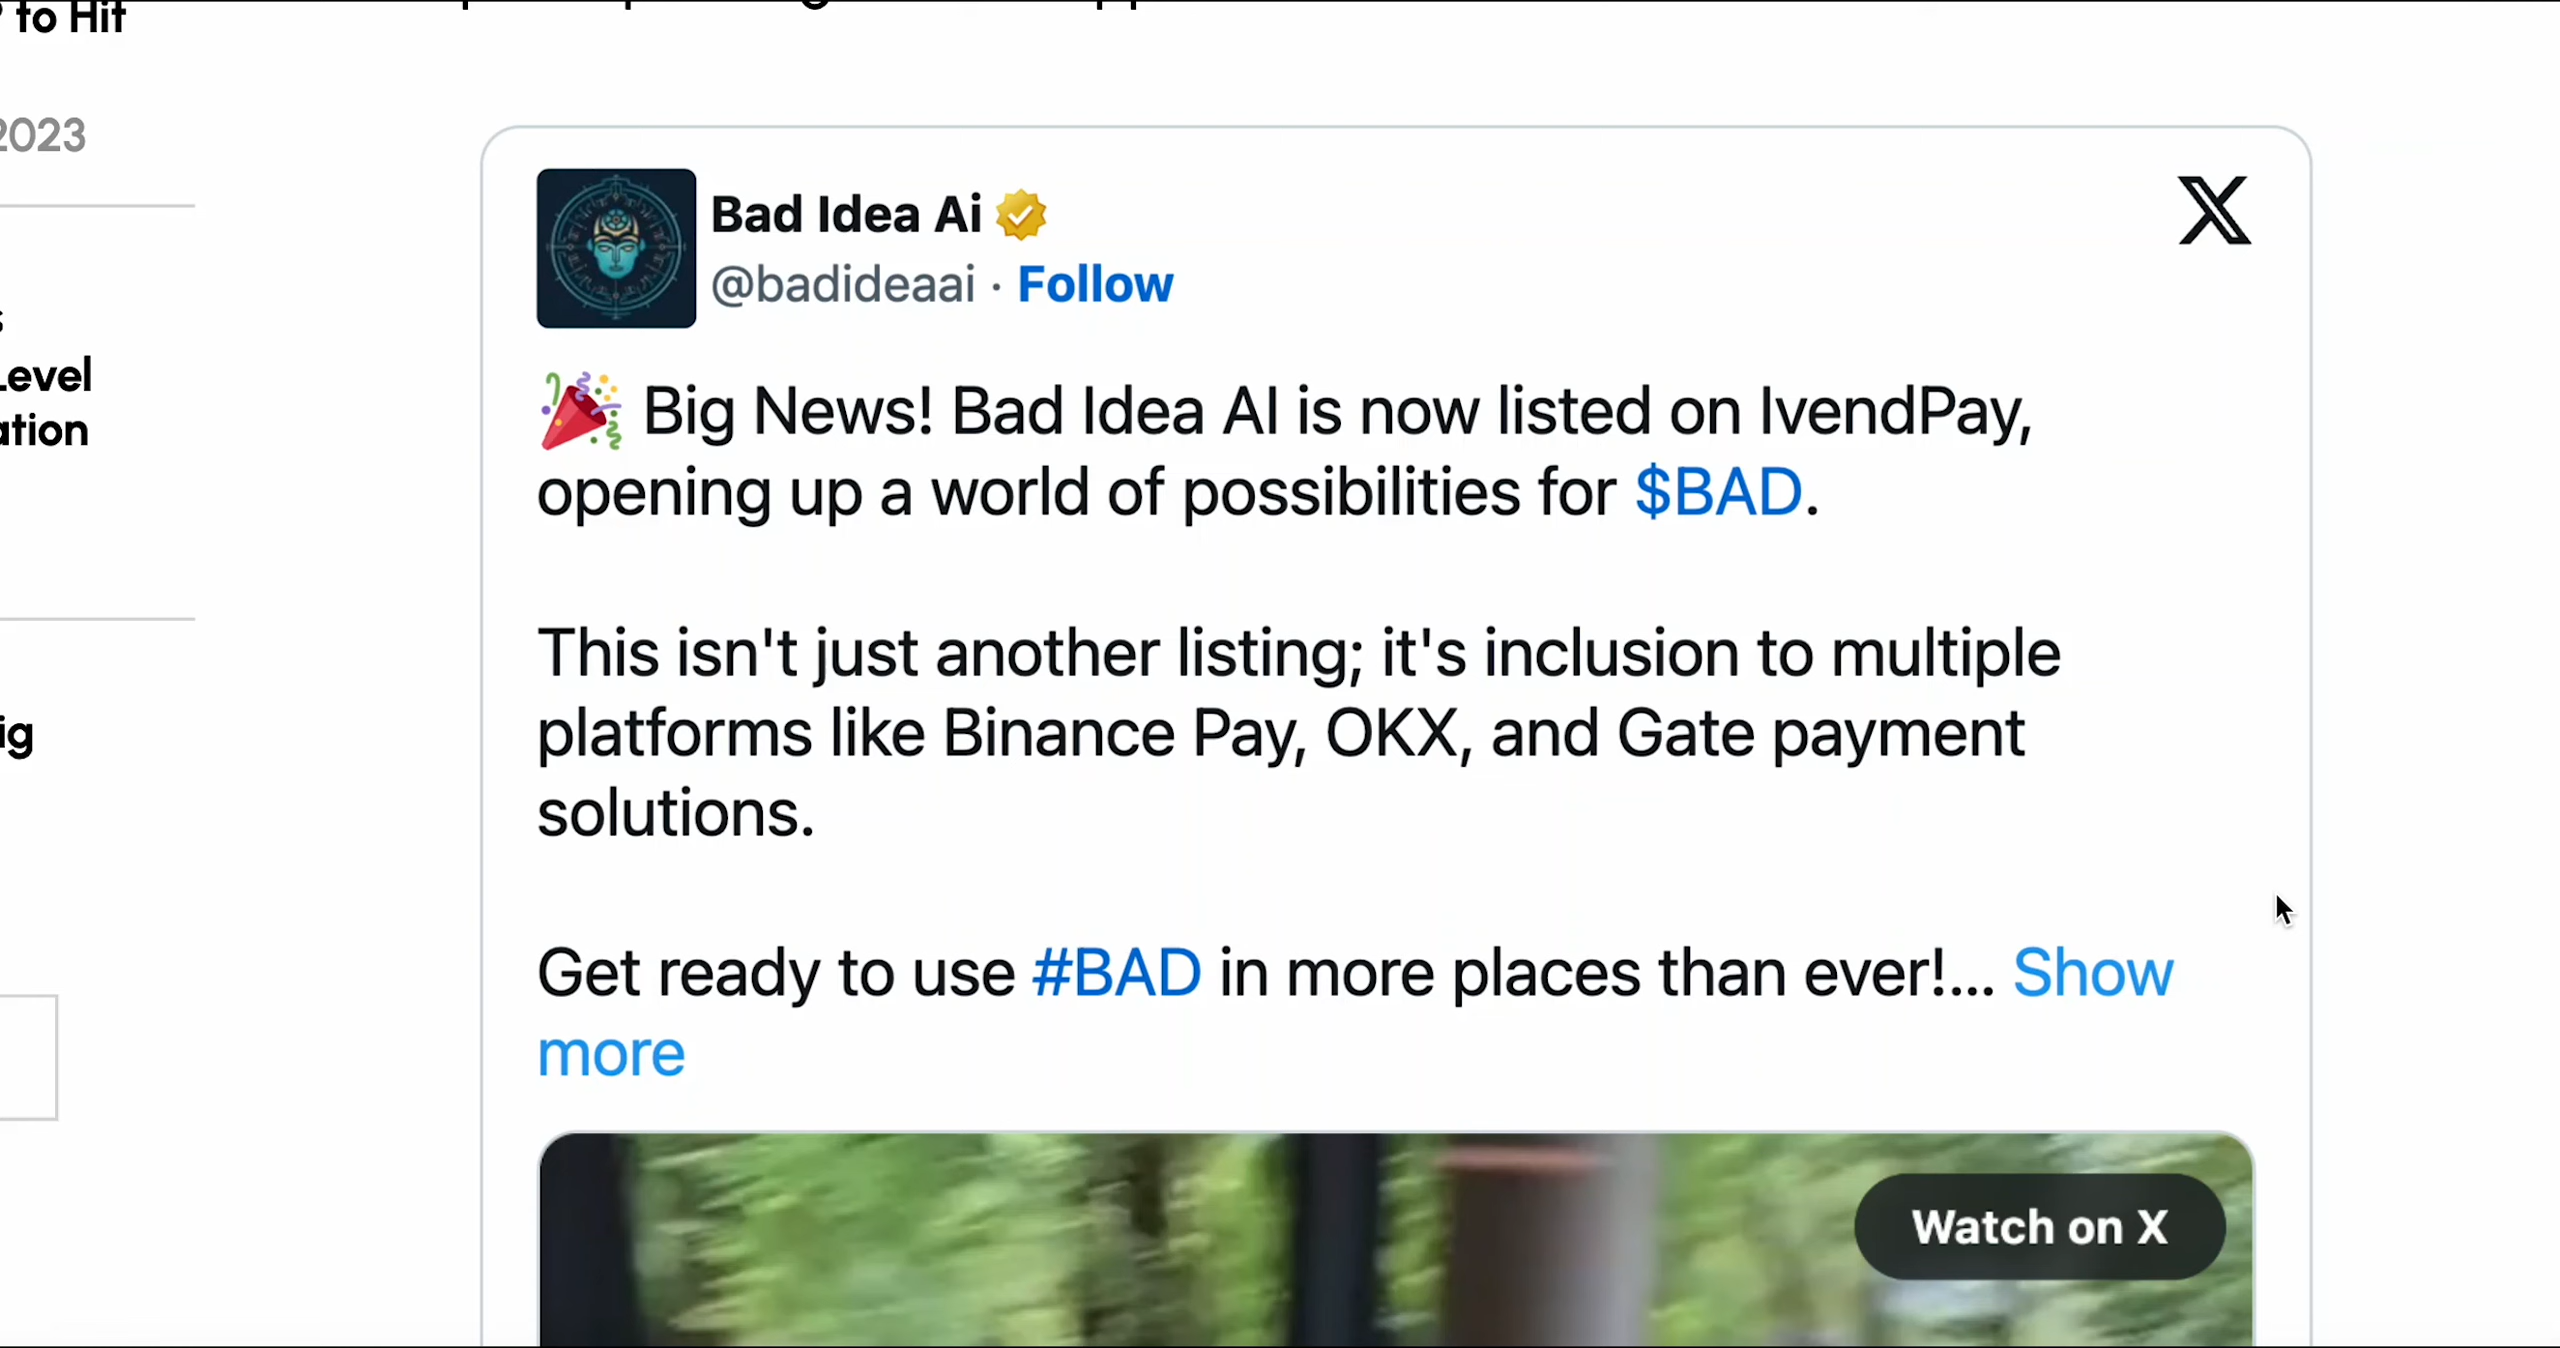 to Hit
2023
Level
ation
ig
Bad Idea Ai
@badideaai · Follow
🎉 Big News! Bad Idea AI is now listed on IvendPay,
opening up a world of possibilities for $BAD.
This isn't just another listing; it's inclusion to multiple
platforms like Binance Pay, OKX, and Gate payment
solutions.
Get ready to use #BAD in more places than ever!... Show
more
Watch on X